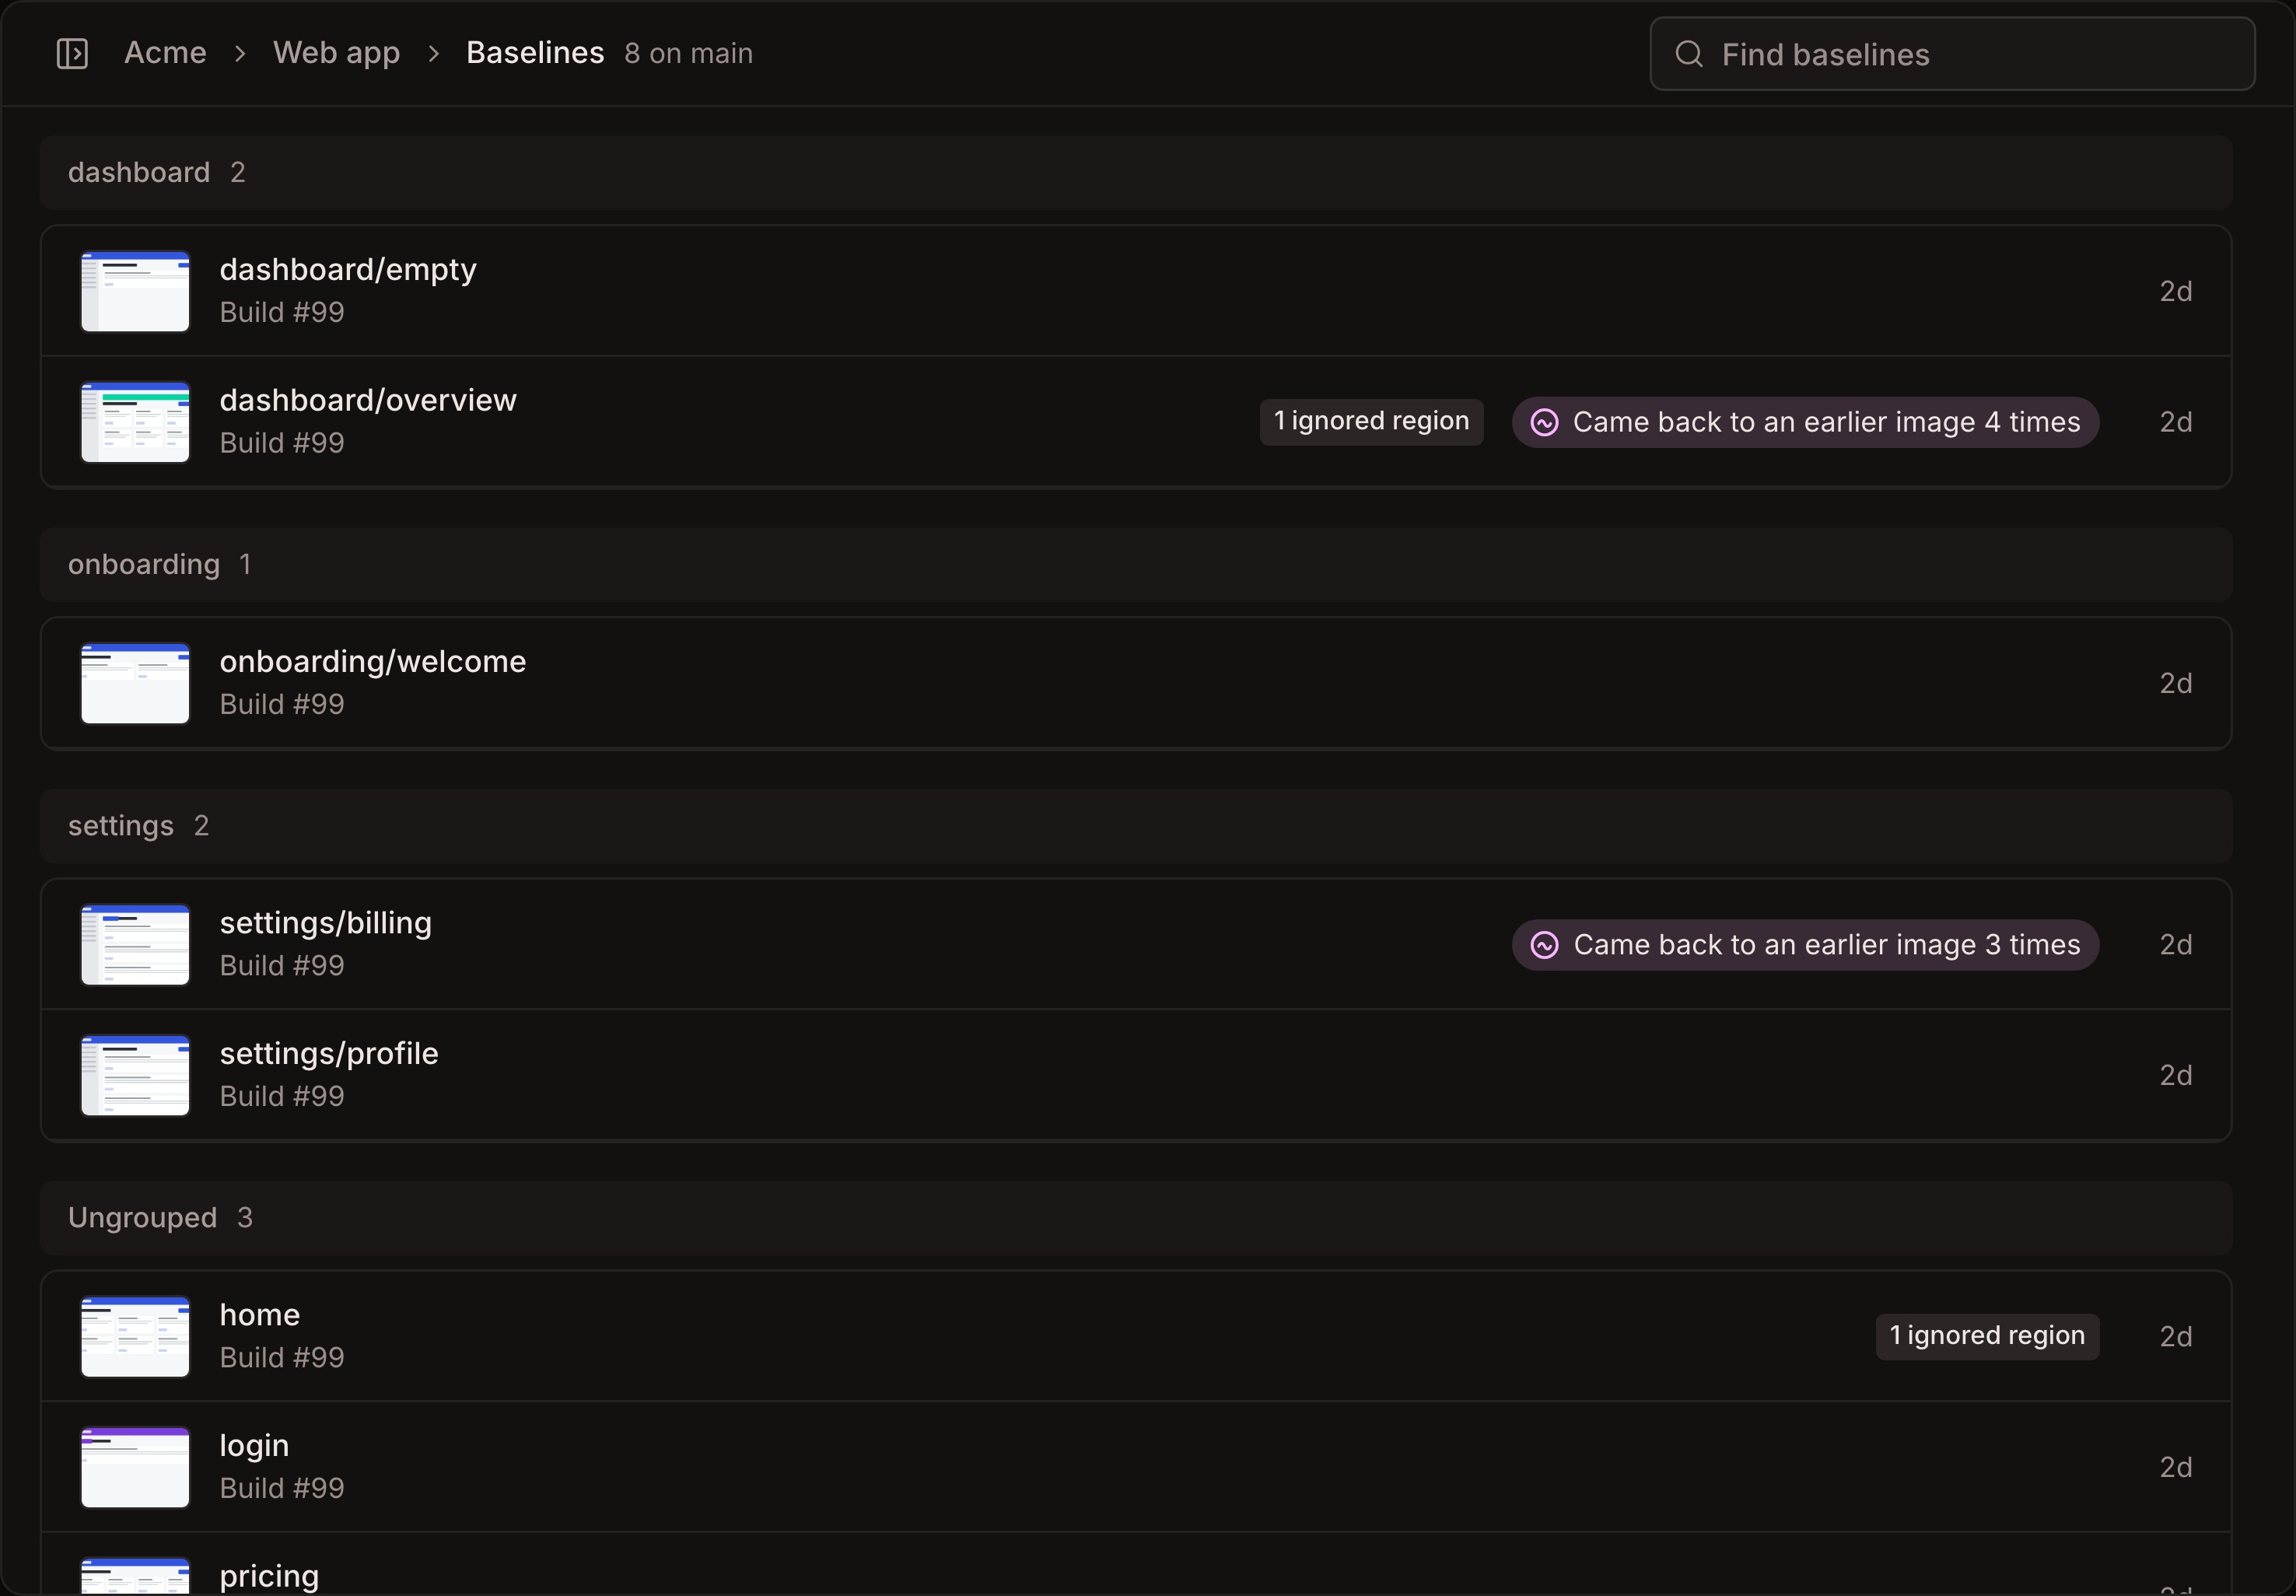 Acme > Web app > Baselines 8 on main
Find baselines
dashboard 2
dashboard/empty
Build #99
2d
dashboard/overview
Build #99
1 ignored region
Came back to an earlier image 4 times
2d
onboarding 1
onboarding/welcome
Build #99
2d
settings 2
settings/billing
Build #99
Came back to an earlier image 3 times
2d
settings/profile
Build #99
2d
Ungrouped 3
home
Build #99
1 ignored region
2d
login
Build #99
2d
pricing